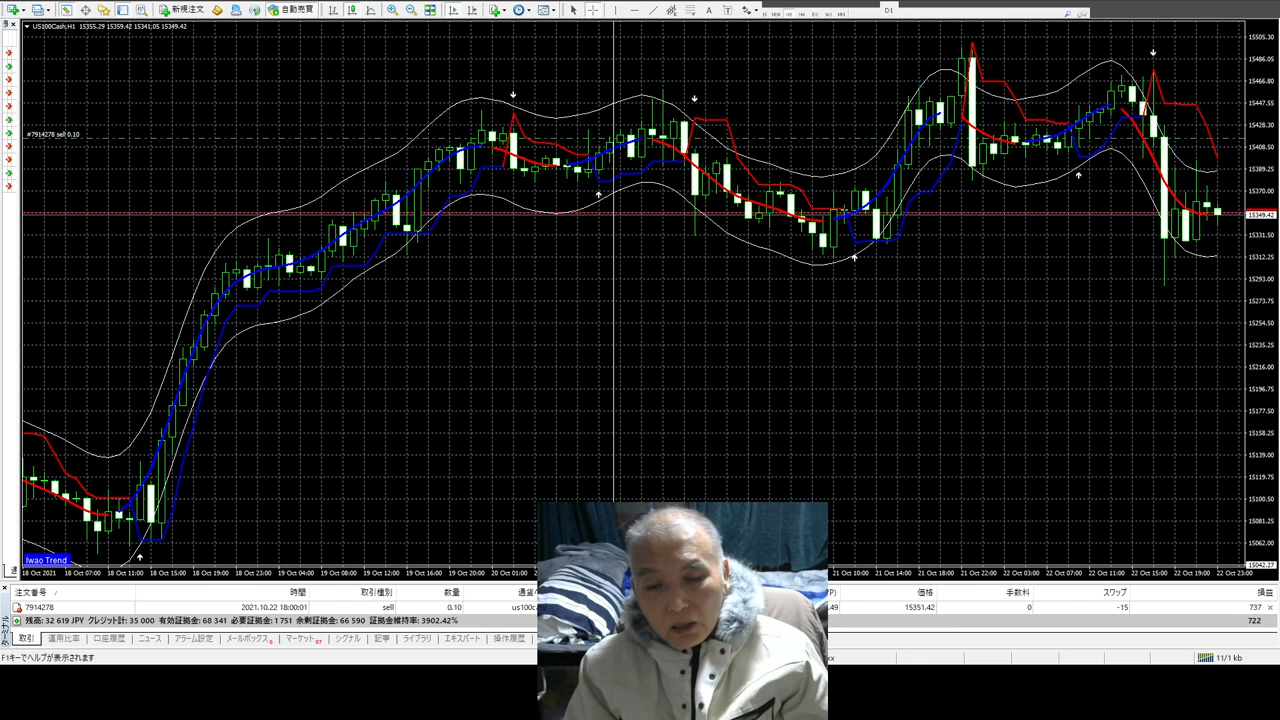 新規注文
自動売買
D1
US100Cash,H1 15355.29 15359.42 15341.05 15349.42
#7914278 sell 0.10
15505.30
15486.05
15466.80
15447.55
15428.30
15408.50
15389.25
15370.00
15349.42
15331.50
15312.25
15293.00
15273.75
15254.50
15235.25
15216.00
15196.75
15177.50
15158.25
15139.00
15119.75
15100.50
15081.25
15062.00
15042.27
Iwao Trend
18 Oct 2021 18 Oct 07:00 18 Oct 11:00 18 Oct 15:00 18 Oct 19:00 18 Oct 23:00 19 Oct 04:00 19 Oct 08:00 19 Oct 12:00 19 Oct 16:00 19 Oct 20:00 20 Oct 01:00 21 Oct 10:00 21 Oct 14:00 21 Oct 18:00 21 Oct 22:00 22 Oct 03:00 22 Oct 07:00 22 Oct 11:00 22 Oct 15:00 22 Oct 19:00 22 Oct 23:00
注文番号 / 時間 取引種別 数量 価格 手数料 スワップ 損益
7914278 2021.10.22 18:00:01 sell 0.10 15351.42 0 -15 737
残高: 32 619 JPY クレジット計: 35 000 有効証拠金: 68 341 必要証拠金: 1 751 余剰証拠金: 66 590 証拠金維持率: 3902.42% 722
取引 運用比率 口座履歴 ニュース アラーム設定 メールボックス6 マーケット97 シグナル 記事 ライブラリ エキスパート 操作履歴
F1キーでヘルプが表示されます 11/1 kb